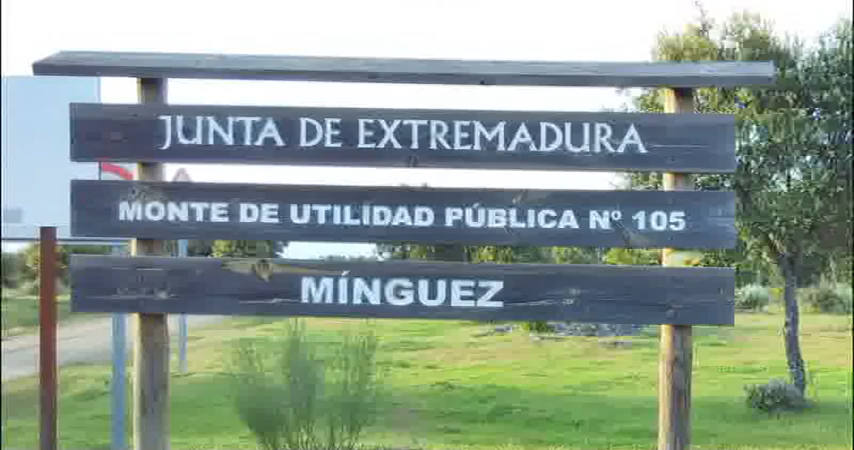 JUNTA DE EXTREMADURA
MONTE DE UTILIDAD PÚBLICA Nº 105
MÍNGUEZ